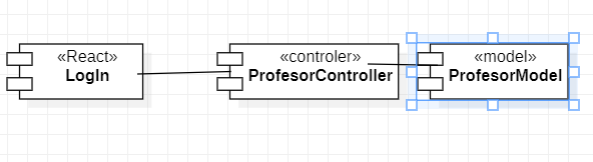 «React»
LogIn
«controler»
ProfesorController
«model»
ProfesorModel